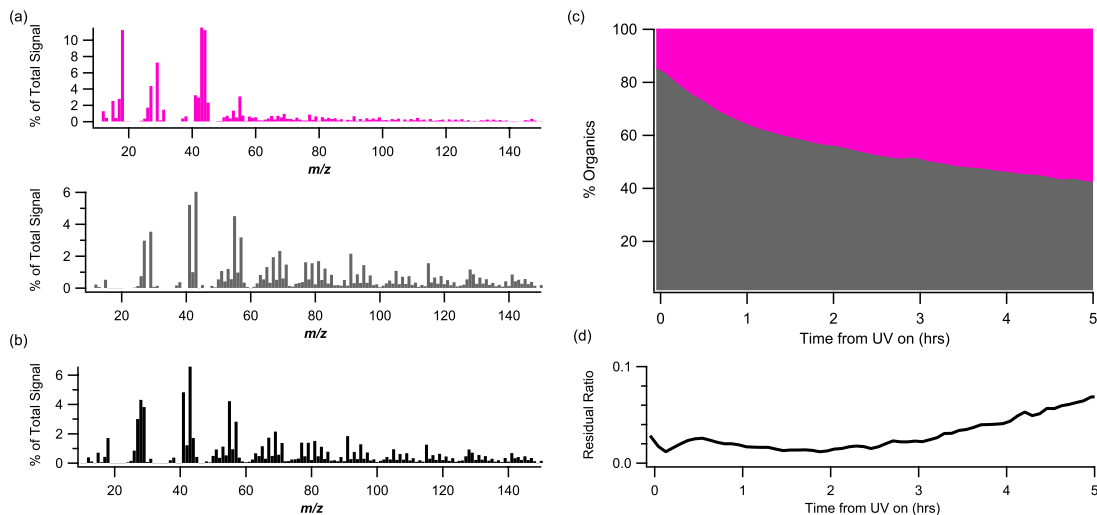 (a)
% of Total Signal
10
8
6
4
2
0
20 40 60 80 100 120 140
m/z
% of Total Signal
6
4
2
0
20 40 60 80 100 120 140
m/z
(b)
% of Total Signal
6
4
2
0
20 40 60 80 100 120 140
m/z
(c)
% Organics
100
80
60
40
20
0 1 2 3 4 5
Time from UV on (hrs)
(d)
Residual Ratio
0.1
0.0
0 1 2 3 4 5
Time from UV on (hrs)